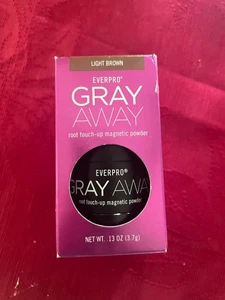 LIGHT BROWN
EVERPRO®
GRAY
AWAY
root touch-up magnetic powder
EVERPRO®
GRAY AWA
root touch-up magnetic powder
NET WT. .13 OZ (3.7g)